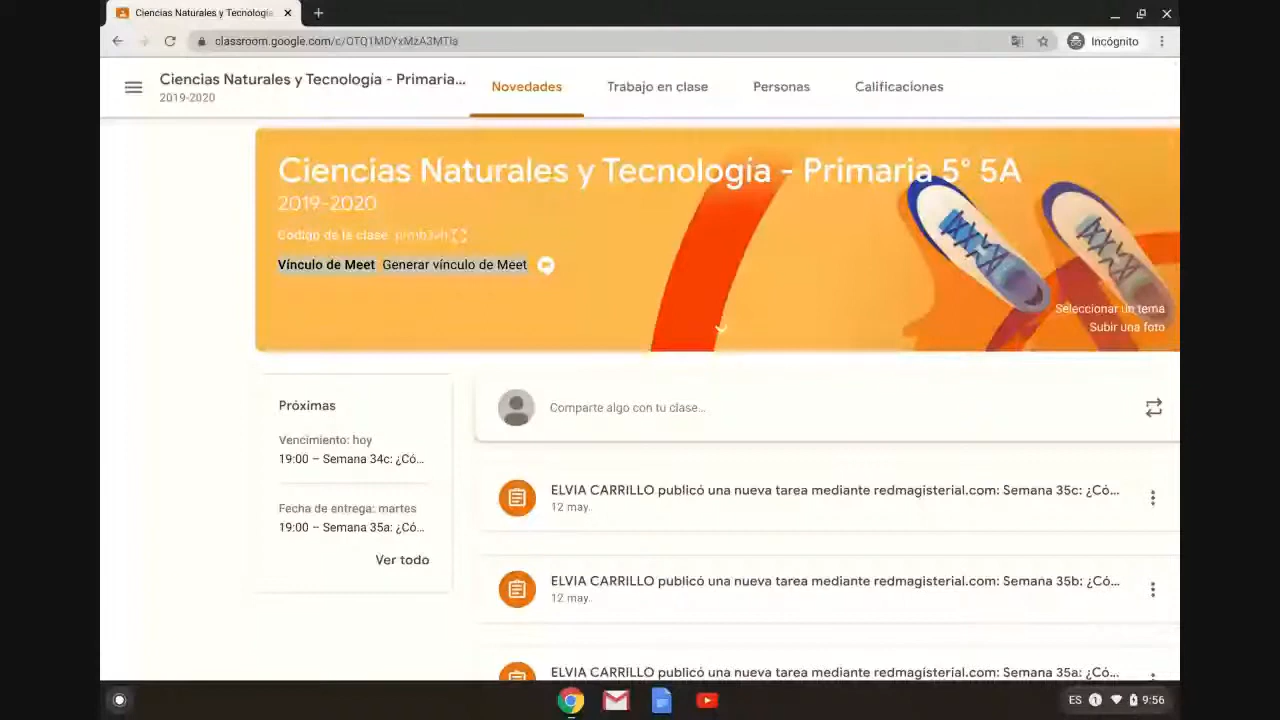 Ciencias Naturales y Tecnología
classroom.google.com/c/OTQ1MDYxMzA3MTIa
Incógnito
Ciencias Naturales y Tecnología - Primaria...
2019-2020
Novedades
Trabajo en clase
Personas
Calificaciones
Ciencias Naturales y Tecnología - Primaria 5° 5A
2019-2020
Código de la clase
Vínculo de Meet Generar vínculo de Meet
Seleccionar un tema
Subir una foto
Próximas
Vencimiento: hoy
19:00 – Semana 34c: ¿Có...
Fecha de entrega: martes
19:00 – Semana 35a: ¿Có...
Ver todo
Comparte algo con tu clase...
ELVIA CARRILLO publicó una nueva tarea mediante redmagisterial.com: Semana 35c: ¿Có...
12 may.
ELVIA CARRILLO publicó una nueva tarea mediante redmagisterial.com: Semana 35b: ¿Có...
12 may.
ELVIA CARRILLO publicó una nueva tarea mediante redmagisterial.com: Semana 35a: ¿Có...
ES 1 9:56